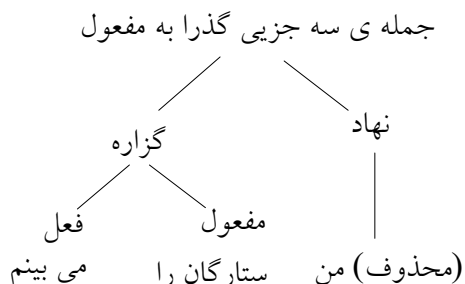 جمله ی سه جزیی گذرا به مفعول
نهاد
گزاره
مفعول
فعل
(محذوف) من
ستارگان را
می بینم